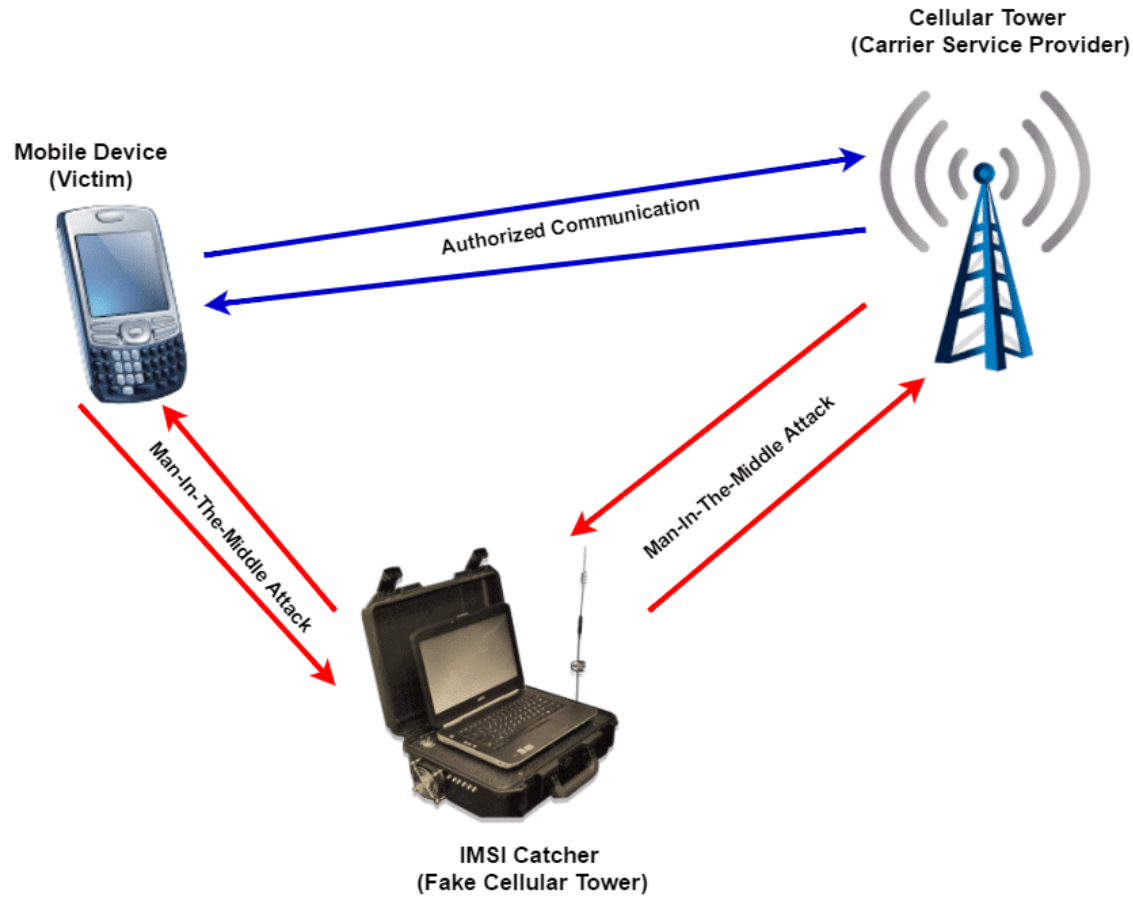 Cellular Tower
(Carrier Service Provider)
Mobile Device
(Victim)
Authorized Communication
Man-In-The-Middle Attack
Man-In-The-Middle Attack
IMSI Catcher
(Fake Cellular Tower)